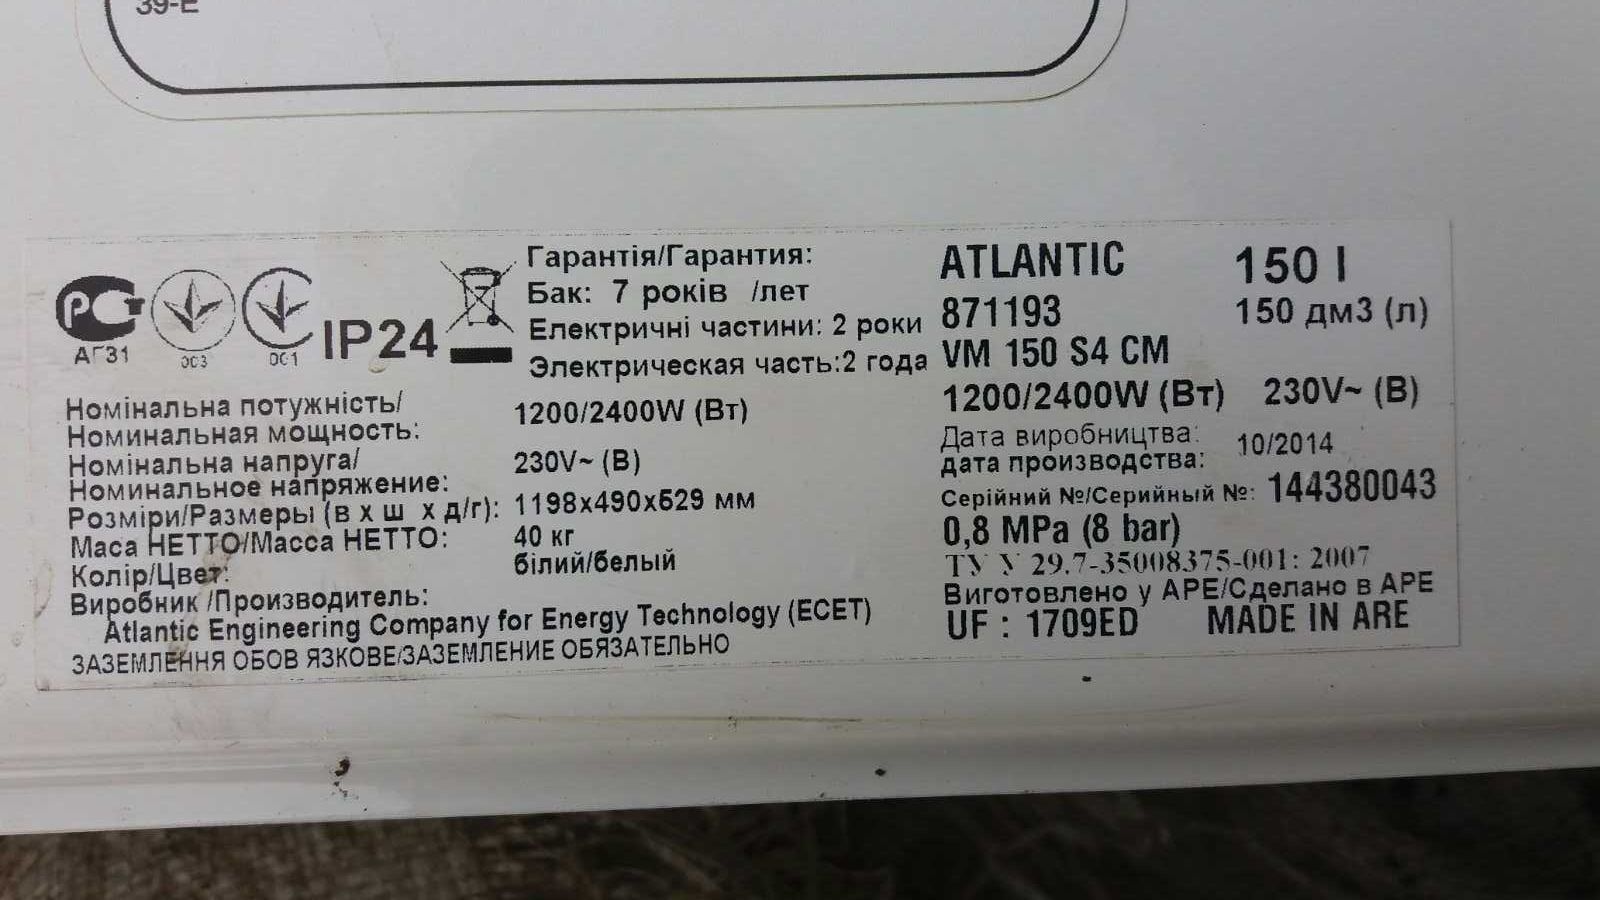 39-E
Гарантія/Гарантия:
Бак: 7 років /лет
Електричні частини: 2 роки
Электрическая часть:2 года
РСТ
АГ31
003
001
IP24
Номінальна потужність/
Номинальная мощность:
1200/2400W (Вт)
Номінальна напруга/
Номинальное напряжение:
230V~ (В)
Розміри/Размеры (в х ш х д/г): 1198х490х529 мм
Маса НЕТТО/Масса НЕТТО: 40 кг
Колір/Цвет: білий/белый
Виробник /Производитель:
Atlantic Engineering Company for Energy Technology (ECET)
ЗАЗЕМЛЕННЯ ОБОВ ЯЗКОВЕ/ЗАЗЕМЛЕНИЕ ОБЯЗАТЕЛЬНО
ATLANTIC 150 l
871193 150 дм3 (л)
VM 150 S4 CM
1200/2400W (Вт) 230V~ (В)
Дата виробництва:
дата производства: 10/2014
Серійний №/Серийный №: 144380043
0,8 MPa (8 bar)
ТУ У 29.7-35008375-001: 2007
Виготовлено у АРЕ/Сделано в АРЕ
UF : 1709ED MADE IN ARE